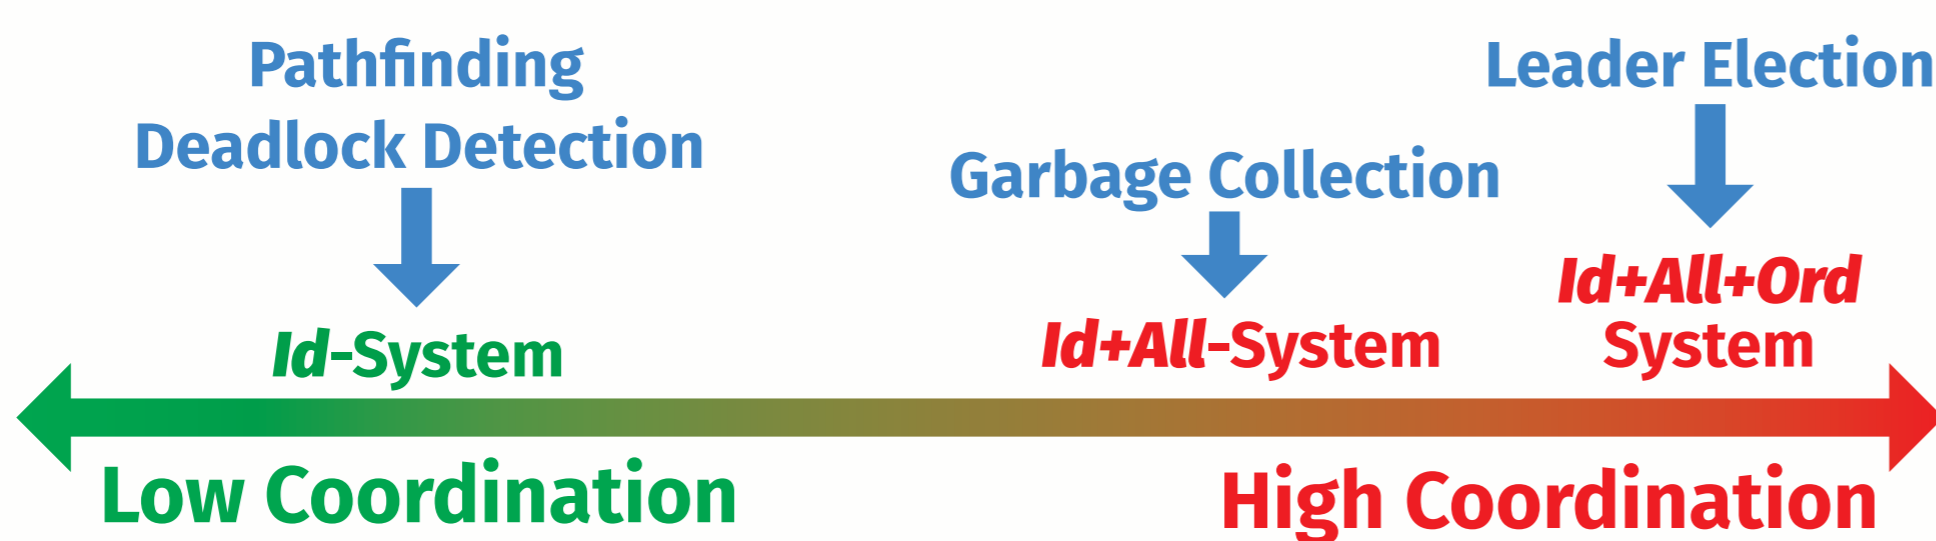 Pathfinding
Deadlock Detection
Id-System
Garbage Collection
Id+All-System
Leader Election
Id+All+Ord
System
Low Coordination
High Coordination